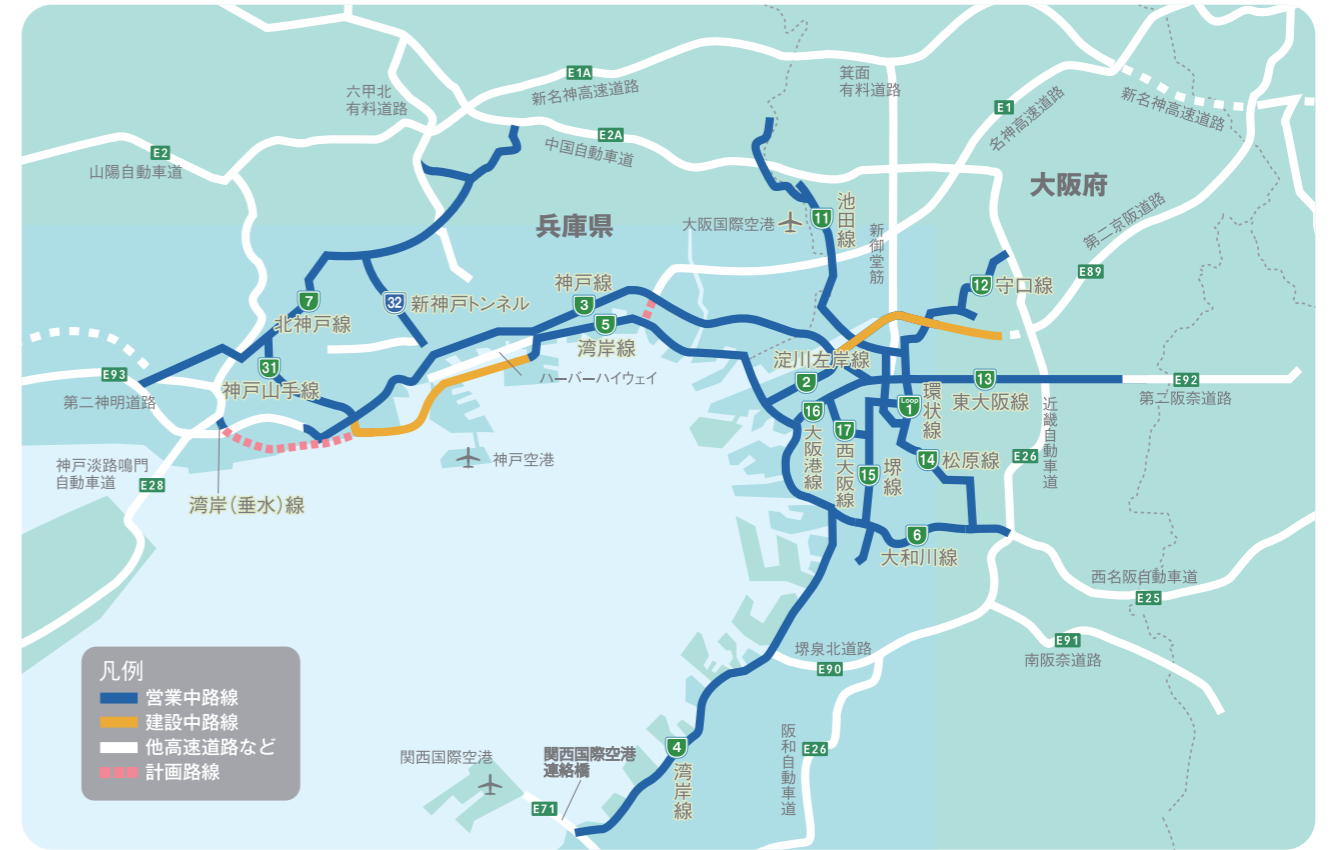 E1A
新名神高速道路
箕面
有料道路
六甲北
有料道路
E1
名神高速道路
新名神高速道路
E2
山陽自動車道
E2A
中国自動車道
大阪府
兵庫県
大阪国際空港
11
池田線
新御堂筋
第二京阪道路
E89
神戸線
3
12
守口線
32
新神戸トンネル
7
北神戸線
5
湾岸線
31
神戸山手線
ハーバーハイウェイ
淀川左岸線
2
E93
第二神明道路
13
東大阪線
E92
第二阪奈道路
16
大阪港線
17
西大阪線
Loop
1
環状線
近畿自動車道
E26
14
松原線
15
堺線
神戸空港
神戸淡路鳴門
自動車道
E28
湾岸(垂水)線
6
大和川線
西名阪自動車道
E25
E91
南阪奈道路
堺泉北道路
E90
凡例
営業中路線
建設中路線
他高速道路など
計画路線
関西国際空港
関西国際空港
連絡橋
E71
4
湾岸線
阪和自動車道
E26